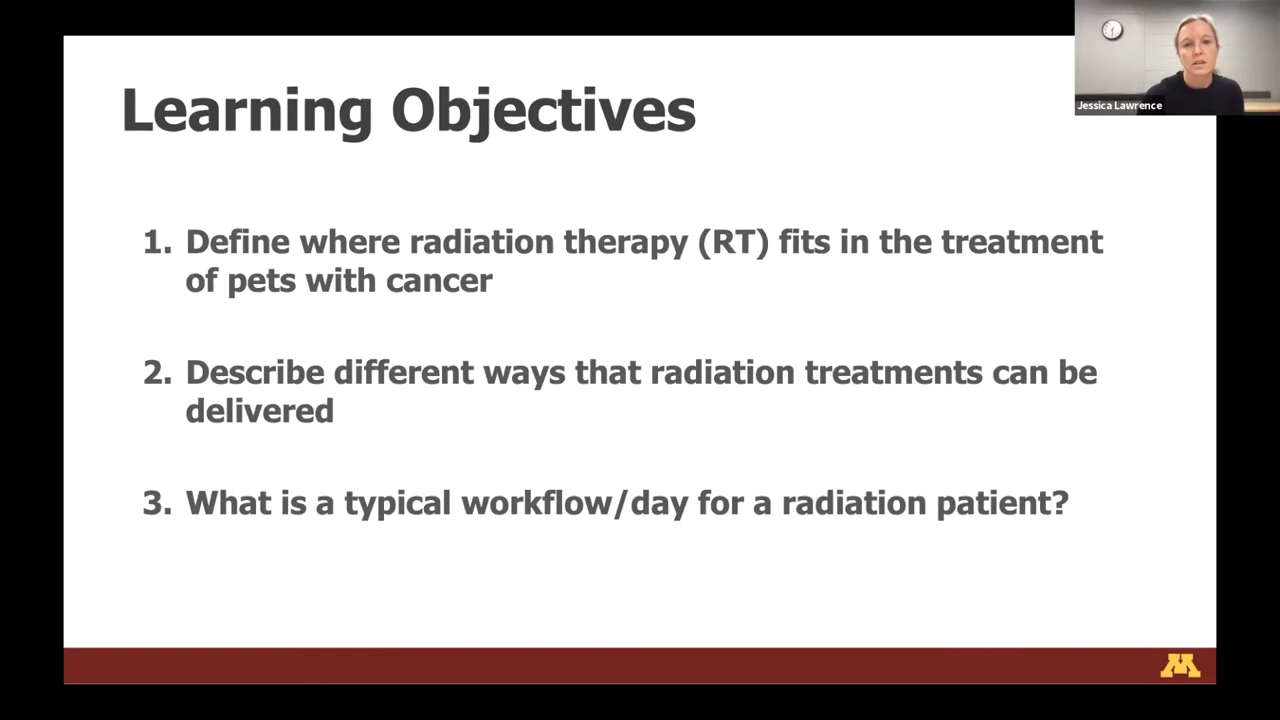 Learning Objectives
Jessica Lawrence
1. Define where radiation therapy (RT) fits in the treatment
of pets with cancer
2. Describe different ways that radiation treatments can be
delivered
3. What is a typical workflow/day for a radiation patient?
M